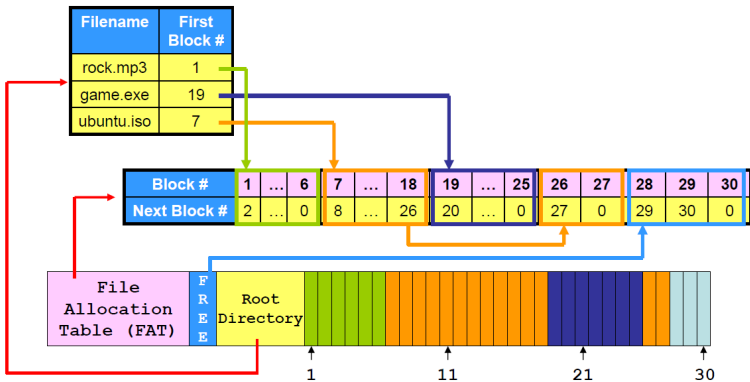 Filename First Block #
rock.mp3 1
game.exe 19
ubuntu.iso 7
Block # 1 ... 6 7 ... 18 19 ... 25 26 27 28 29 30
Next Block # 2 ... 0 8 ... 26 20 ... 0 27 0 29 30 0
File
Allocation
Table (FAT)
FREE
Root
Directory
1 11 21 30